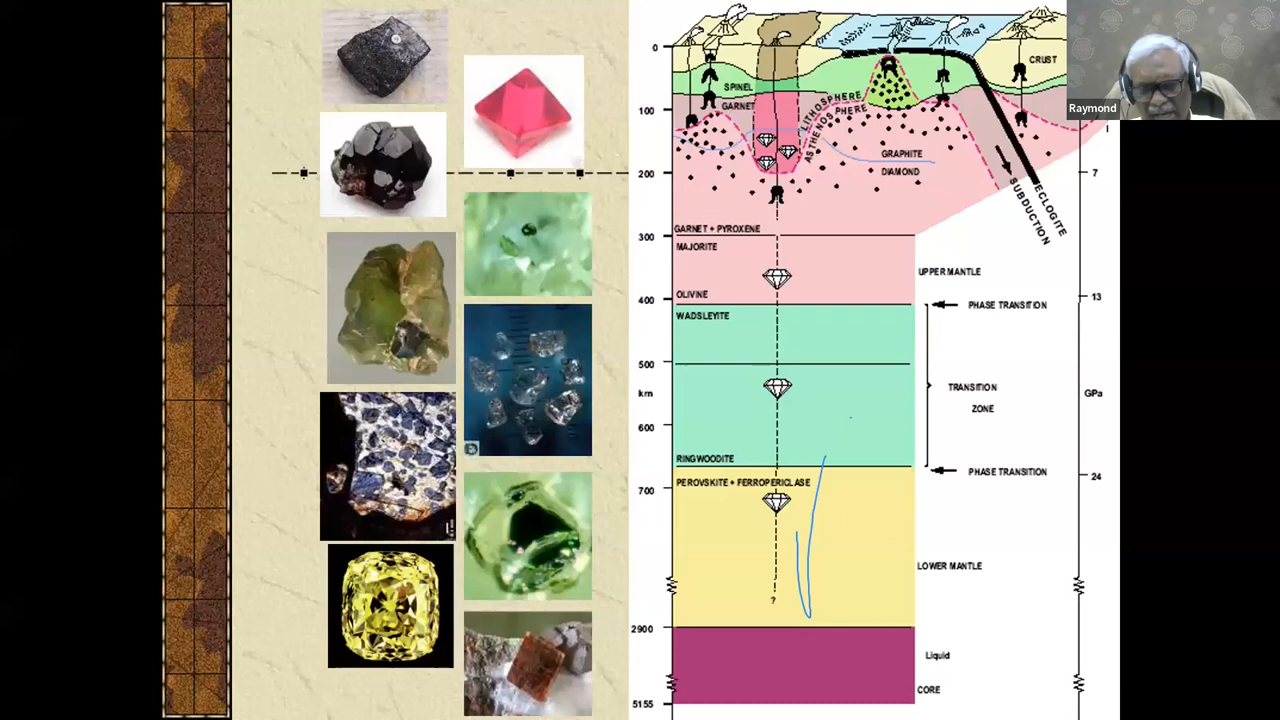 0
CRUST
Raymond
SPINEL
GARNET
100
LITHOSPHERE
ASTHENOSPHERE
GRAPHITE
DIAMOND
200
7
SUBDUCTION
ECLOGITE
GARNET + PYROXENE
300
MAJORITE
UPPER MANTLE
OLIVINE
400
13
PHASE TRANSITION
WADSLEYITE
500
km
TRANSITION
ZONE
GPa
600
RINGWOODITE
PHASE TRANSITION
24
PEROVSKITE + FERROPERICLASE
700
LOWER MANTLE
?
2900
Liquid
CORE
5155